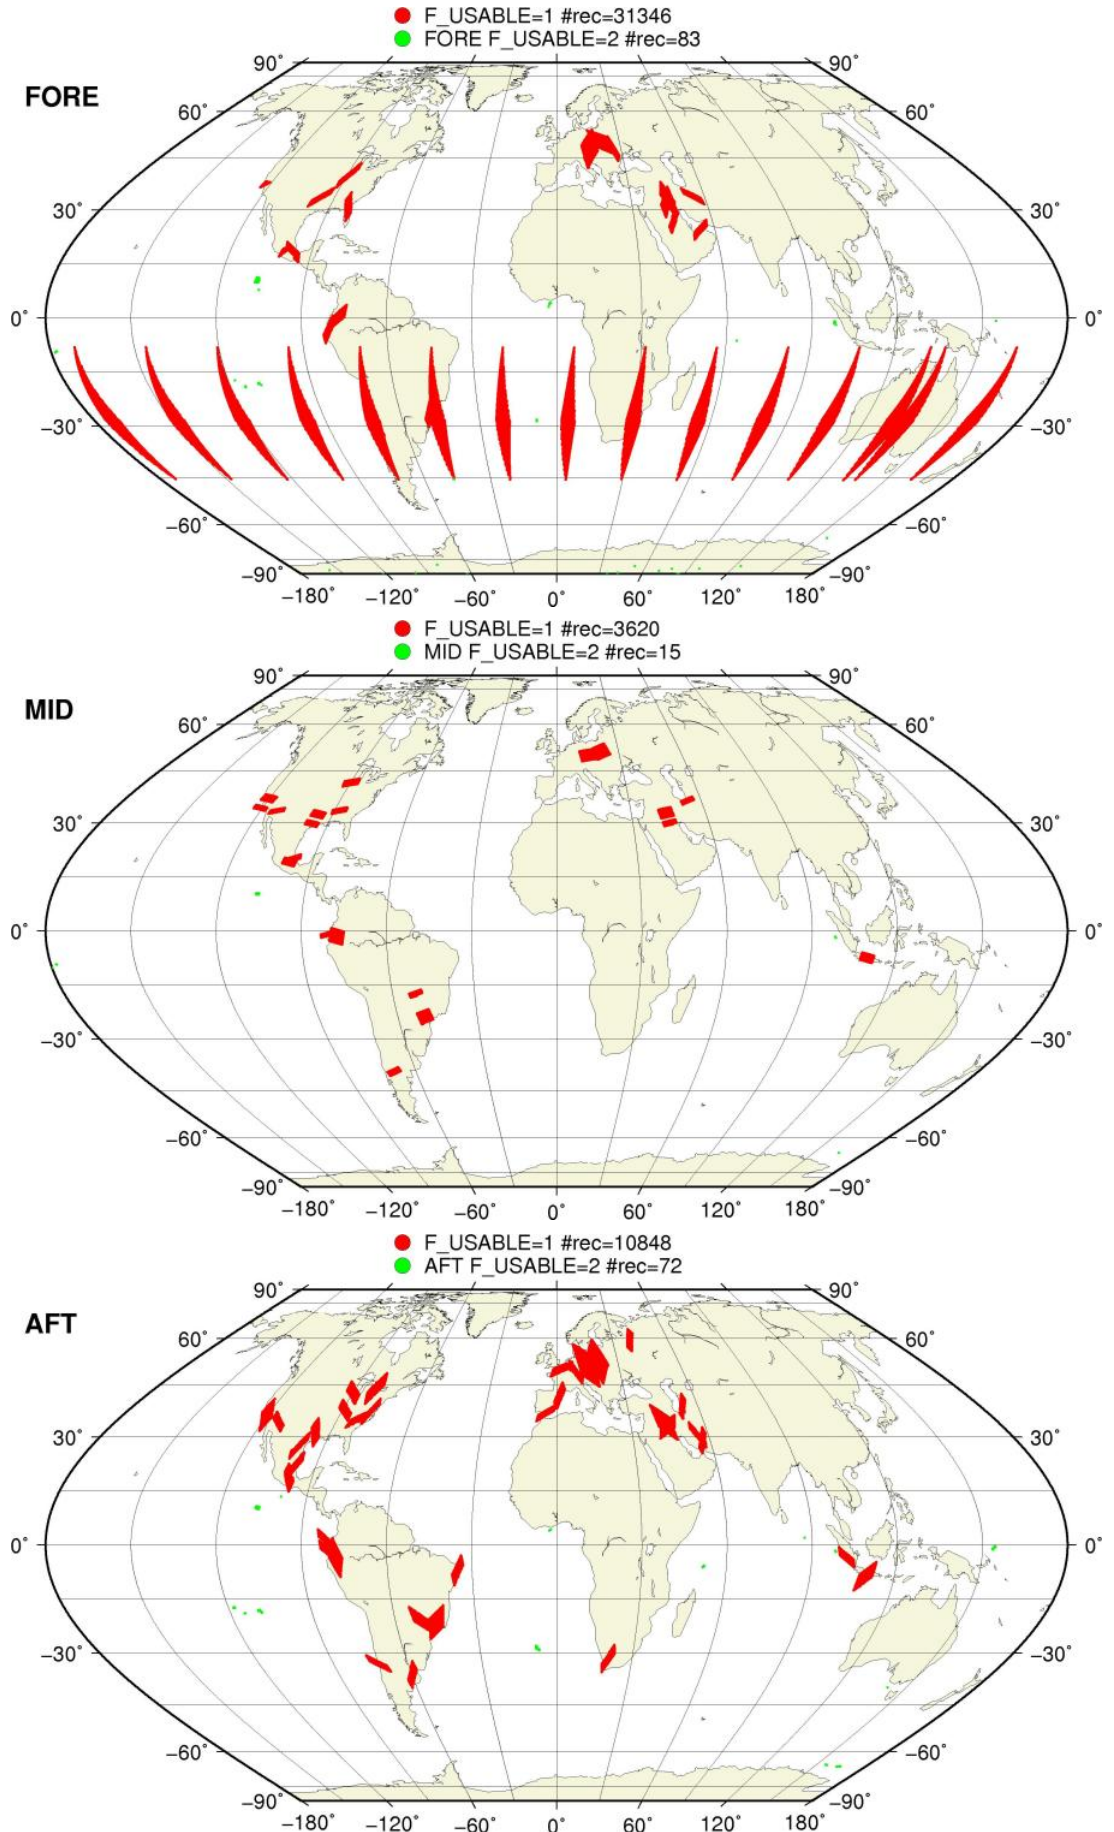 F_USABLE=1 #rec=31346
FORE F_USABLE=2 #rec=83
FORE
90° 90°
60° 60°
30° 30°
0° 0°
−30° −30°
−60° −60°
−90° −90°
−180° −120° −60° 0° 60° 120° 180°
F_USABLE=1 #rec=3620
MID F_USABLE=2 #rec=15
MID
90° 90°
60° 60°
30° 30°
0° 0°
−30° −30°
−60° −60°
−90° −90°
−180° −120° −60° 0° 60° 120° 180°
F_USABLE=1 #rec=10848
AFT F_USABLE=2 #rec=72
AFT
90° 90°
60° 60°
30° 30°
0° 0°
−30° −30°
−60° −60°
−90° −90°
−180° −120° −60° 0° 60° 120° 180°